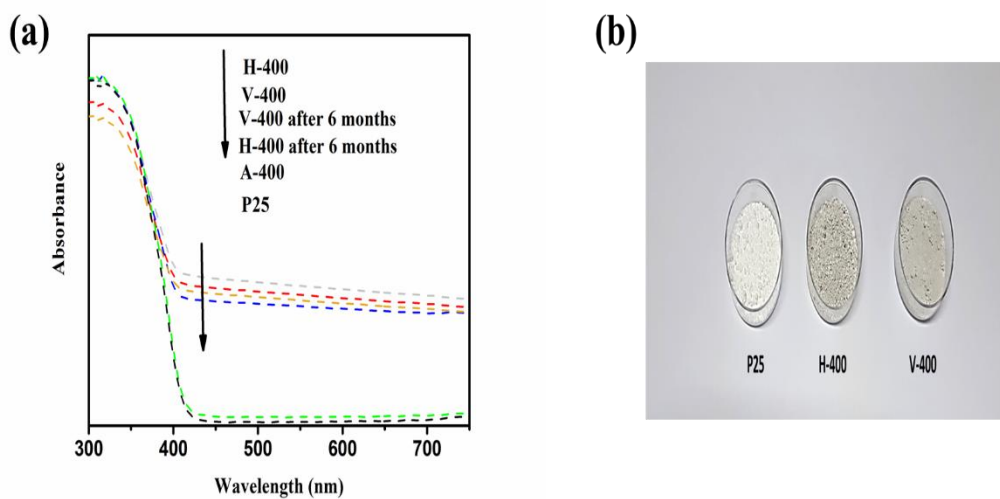 (a)
H-400
V-400
V-400 after 6 months
H-400 after 6 months
A-400
P25
Absorbance
300 400 500 600 700
Wavelength (nm)
(b)
P25 H-400 V-400